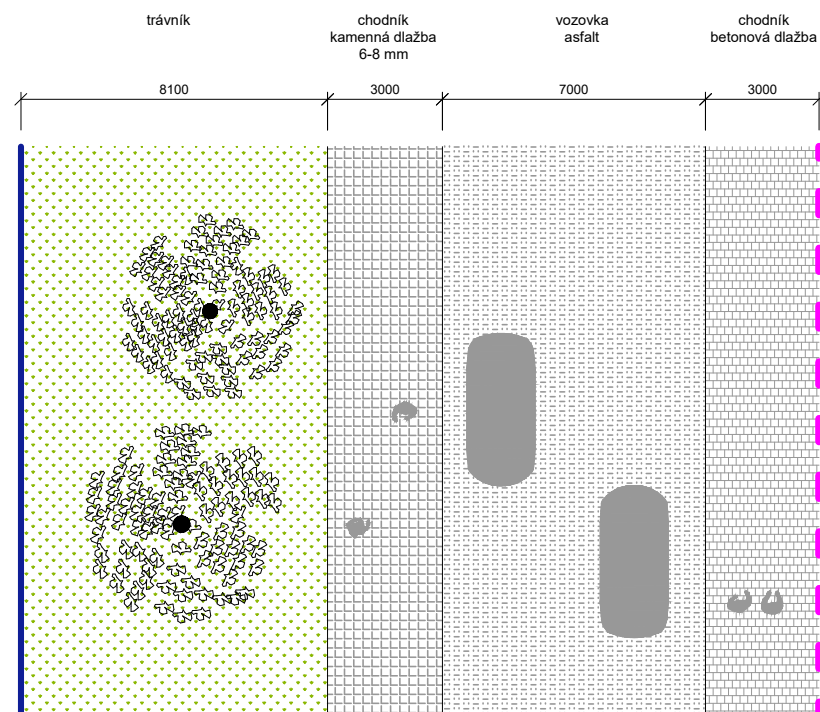 trávník
chodník
kamenná dlažba
6-8 mm
vozovka
asfalt
chodník
betonová dlažba
8100
3000
7000
3000